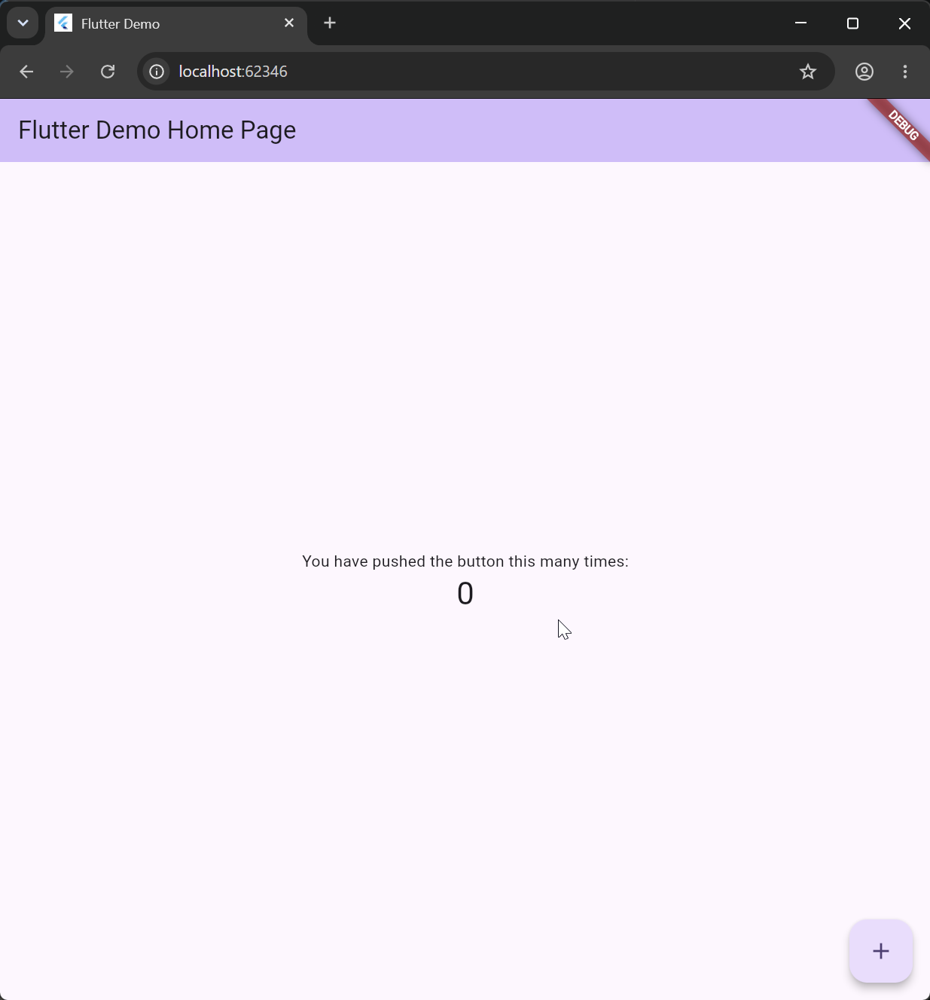 Flutter Demo
localhost:62346
Flutter Demo Home Page
DEBUG
You have pushed the button this many times:
0